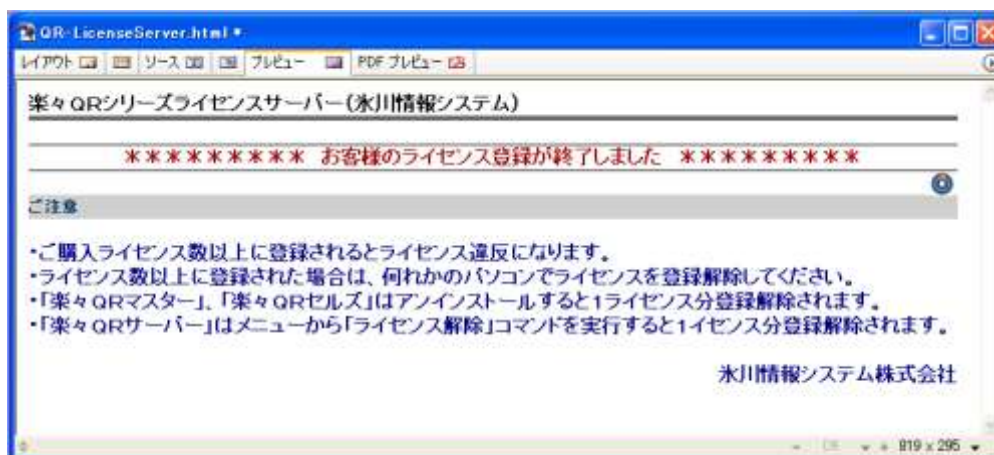 QR-LicenseServer.html *
レイアウト ソース プレビュー PDF プレビュー
楽々QRシリーズライセンスサーバー(氷川情報システム)
********* お客様のライセンス登録が終了しました *********
ご注意
・ご購入ライセンス数以上に登録されるとライセンス違反になります。
・ライセンス数以上に登録された場合は、何れかのパソコンでライセンスを登録解除してください。
・「楽々QRマスター」、「楽々QRセルズ」はアンインストールすると1ライセンス分登録解除されます。
・「楽々QRサーバー」はメニューから「ライセンス解除」コマンドを実行すると1イセンス分登録解除されます。
氷川情報システム株式会社
819 x 295